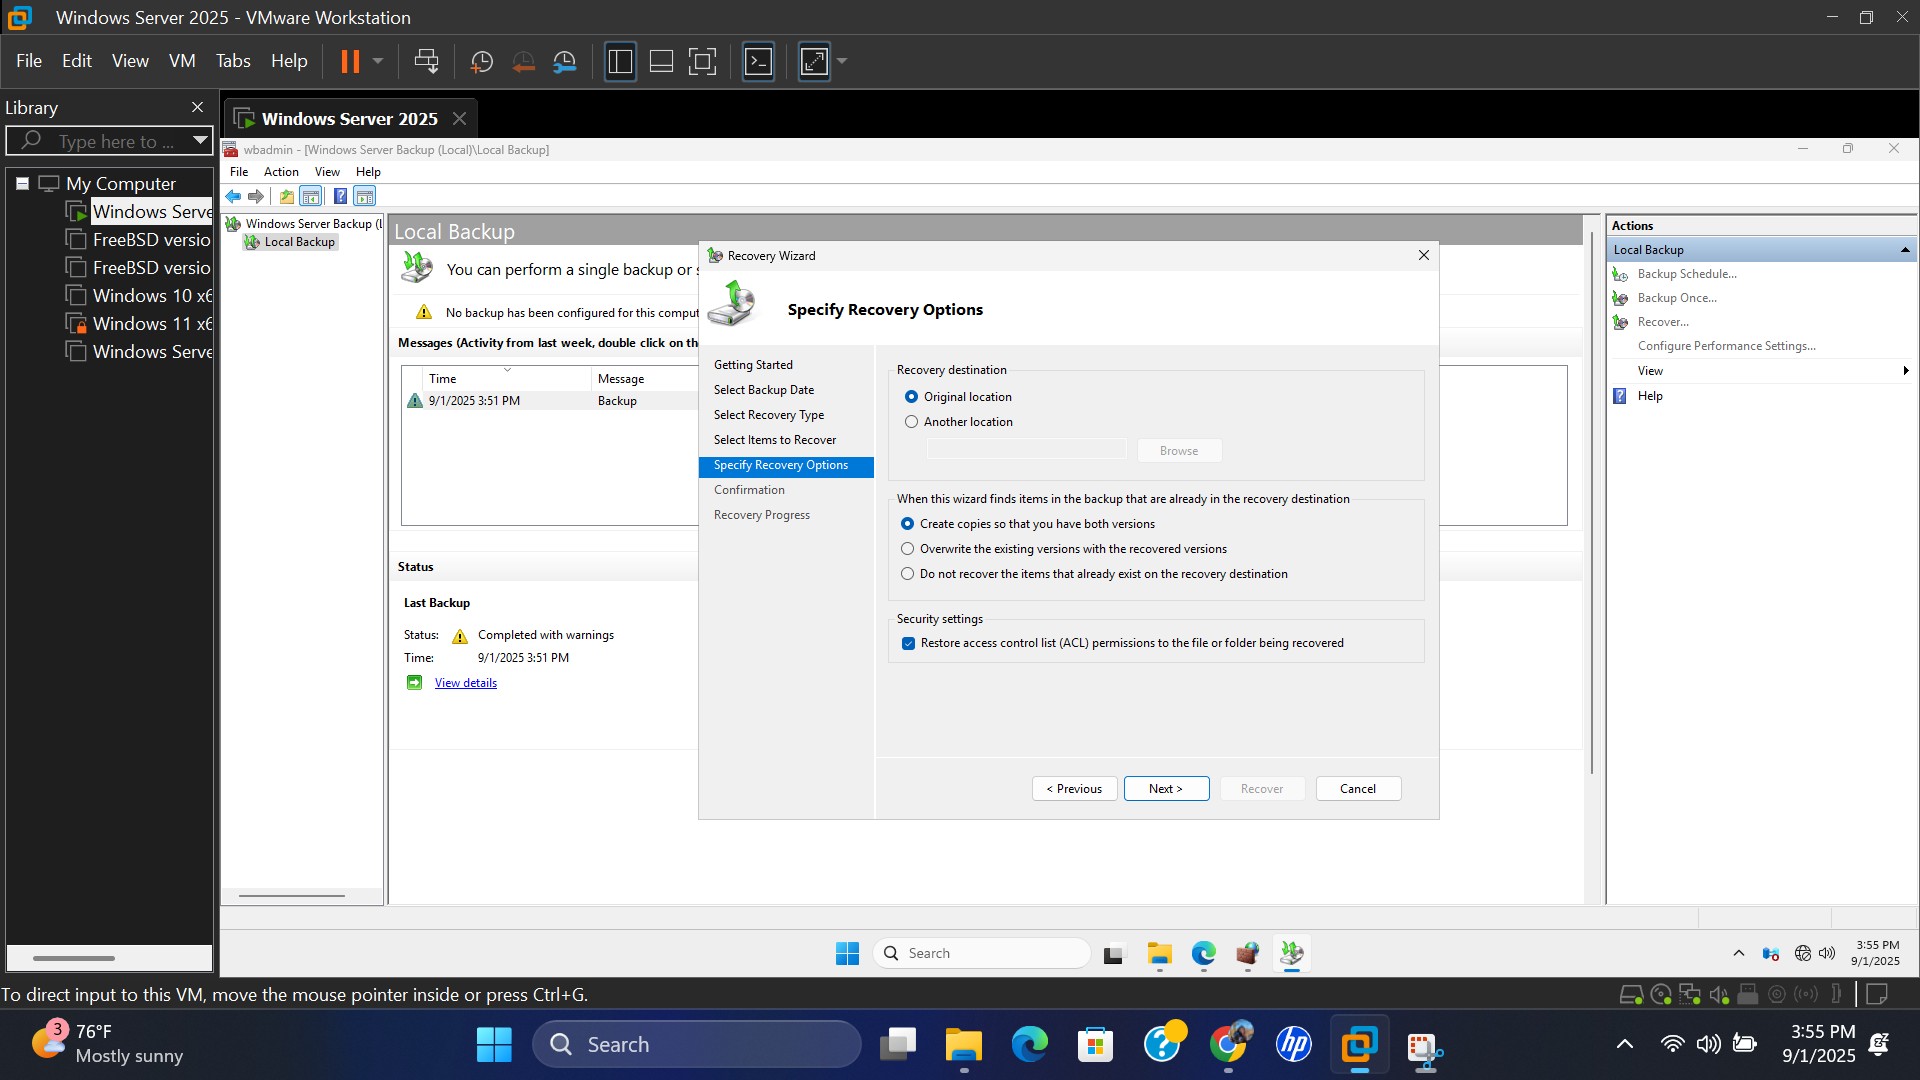 Windows Server 2025 - VMware Workstation
File Edit View VM Tabs Help
Library
Type here to ...
My Computer
Windows Serve
FreeBSD versio
FreeBSD versio
Windows 10 x6
Windows 11 x6
Windows Serve
Windows Server 2025
wbadmin - [Windows Server Backup (Local)\Local Backup]
File Action View Help
Windows Server Backup (L
Local Backup
Local Backup
You can perform a single backup or s
No backup has been configured for this comput
Messages (Activity from last week, double click on th
Time Message
9/1/2025 3:51 PM Backup
Status
Last Backup
Status: Completed with warnings
Time: 9/1/2025 3:51 PM
View details
Recovery Wizard
Specify Recovery Options
Getting Started
Select Backup Date
Select Recovery Type
Select Items to Recover
Specify Recovery Options
Confirmation
Recovery Progress
Recovery destination
Original location
Another location
Browse
When this wizard finds items in the backup that are already in the recovery destination
Create copies so that you have both versions
Overwrite the existing versions with the recovered versions
Do not recover the items that already exist on the recovery destination
Security settings
Restore access control list (ACL) permissions to the file or folder being recovered
< Previous Next > Recover Cancel
Actions
Local Backup
Backup Schedule...
Backup Once...
Recover...
Configure Performance Settings...
View
Help
Search
3:55 PM
9/1/2025
To direct input to this VM, move the mouse pointer inside or press Ctrl+G.
3
76°F
Mostly sunny
Search
hp
3:55 PM
9/1/2025